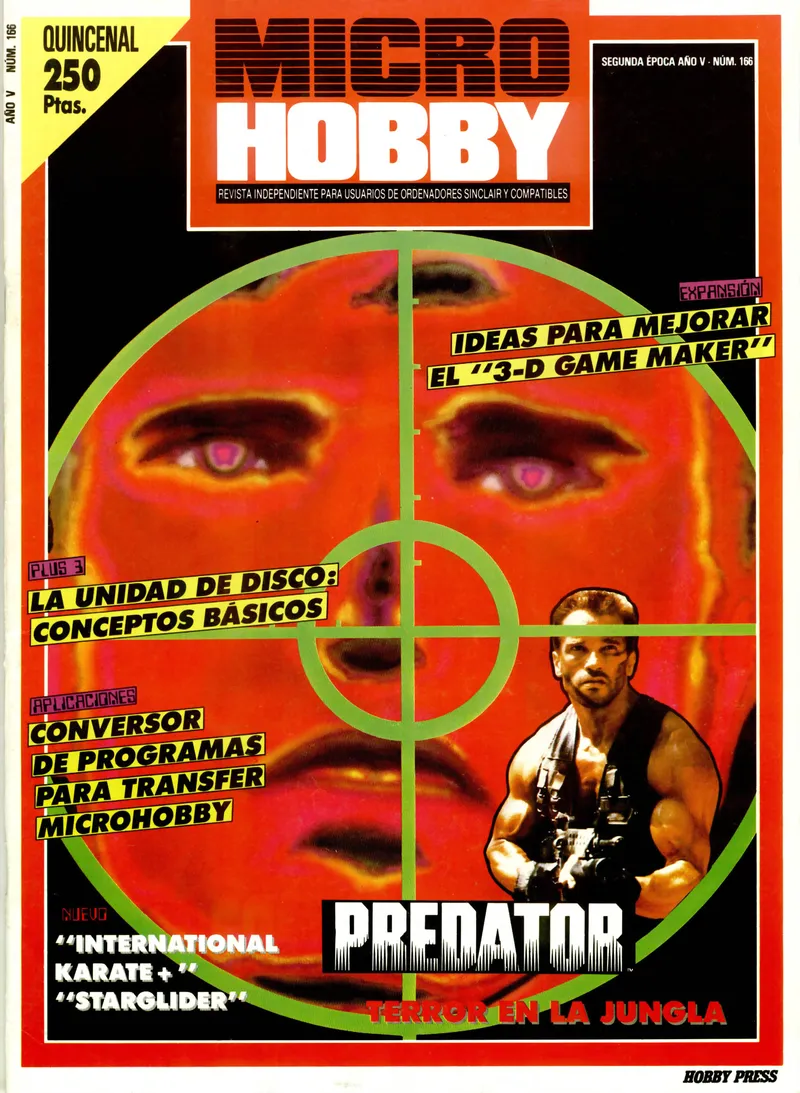 AÑO V NÚM. 166
QUINCENAL
250
Ptas.
MICRO
HOBBY
REVISTA INDEPENDIENTE PARA USUARIOS DE ORDENADORES SINCLAIR Y COMPATIBLES
SEGUNDA ÉPOCA AÑO V · NÚM. 166
EXPANSIÓN
IDEAS PARA MEJORAR
EL "3-D GAME MAKER"
PLUS 3
LA UNIDAD DE DISCO:
CONCEPTOS BÁSICOS
APLICACIONES
CONVERSOR
DE PROGRAMAS
PARA TRANSFER
MICROHOBBY
NUEVO
"INTERNATIONAL
KARATE+"
"STARGLIDER"
PREDATOR
TERROR EN LA JUNGLA
HOBBY PRESS